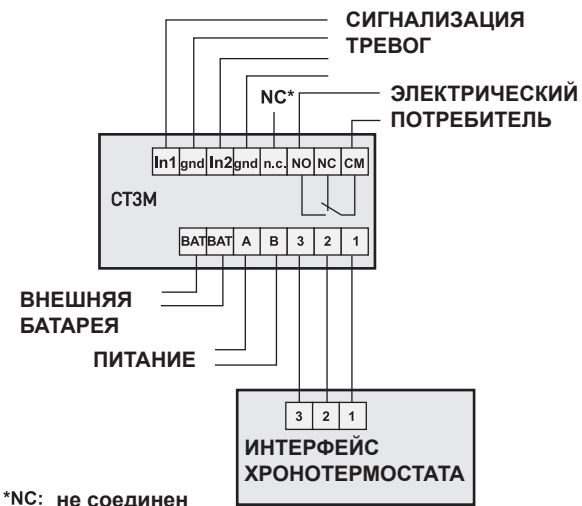 СИГНАЛИЗАЦИЯ
ТРЕВОГ
NC*
ЭЛЕКТРИЧЕСКИЙ
ПОТРЕБИТЕЛЬ
In1 gnd In2 gnd n.c. NO NC CM
СТ3М
BAT BAT A B 3 2 1
ВНЕШНЯЯ
БАТАРЕЯ
ПИТАНИЕ
3 2 1
ИНТЕРФЕЙС
ХРОНОТЕРМОСТАТА
*NC: не соединен